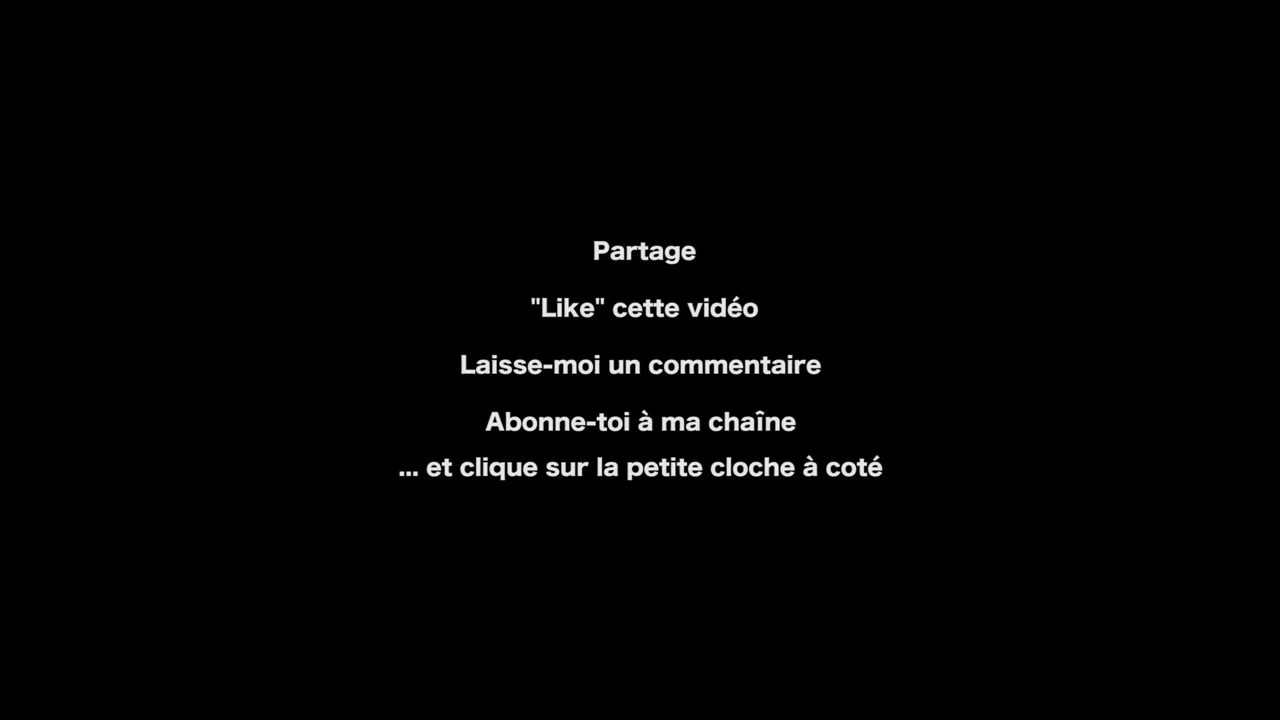 Partage
"Like" cette vidéo
Laisse-moi un commentaire
Abonne-toi à ma chaîne
... et clique sur la petite cloche à coté